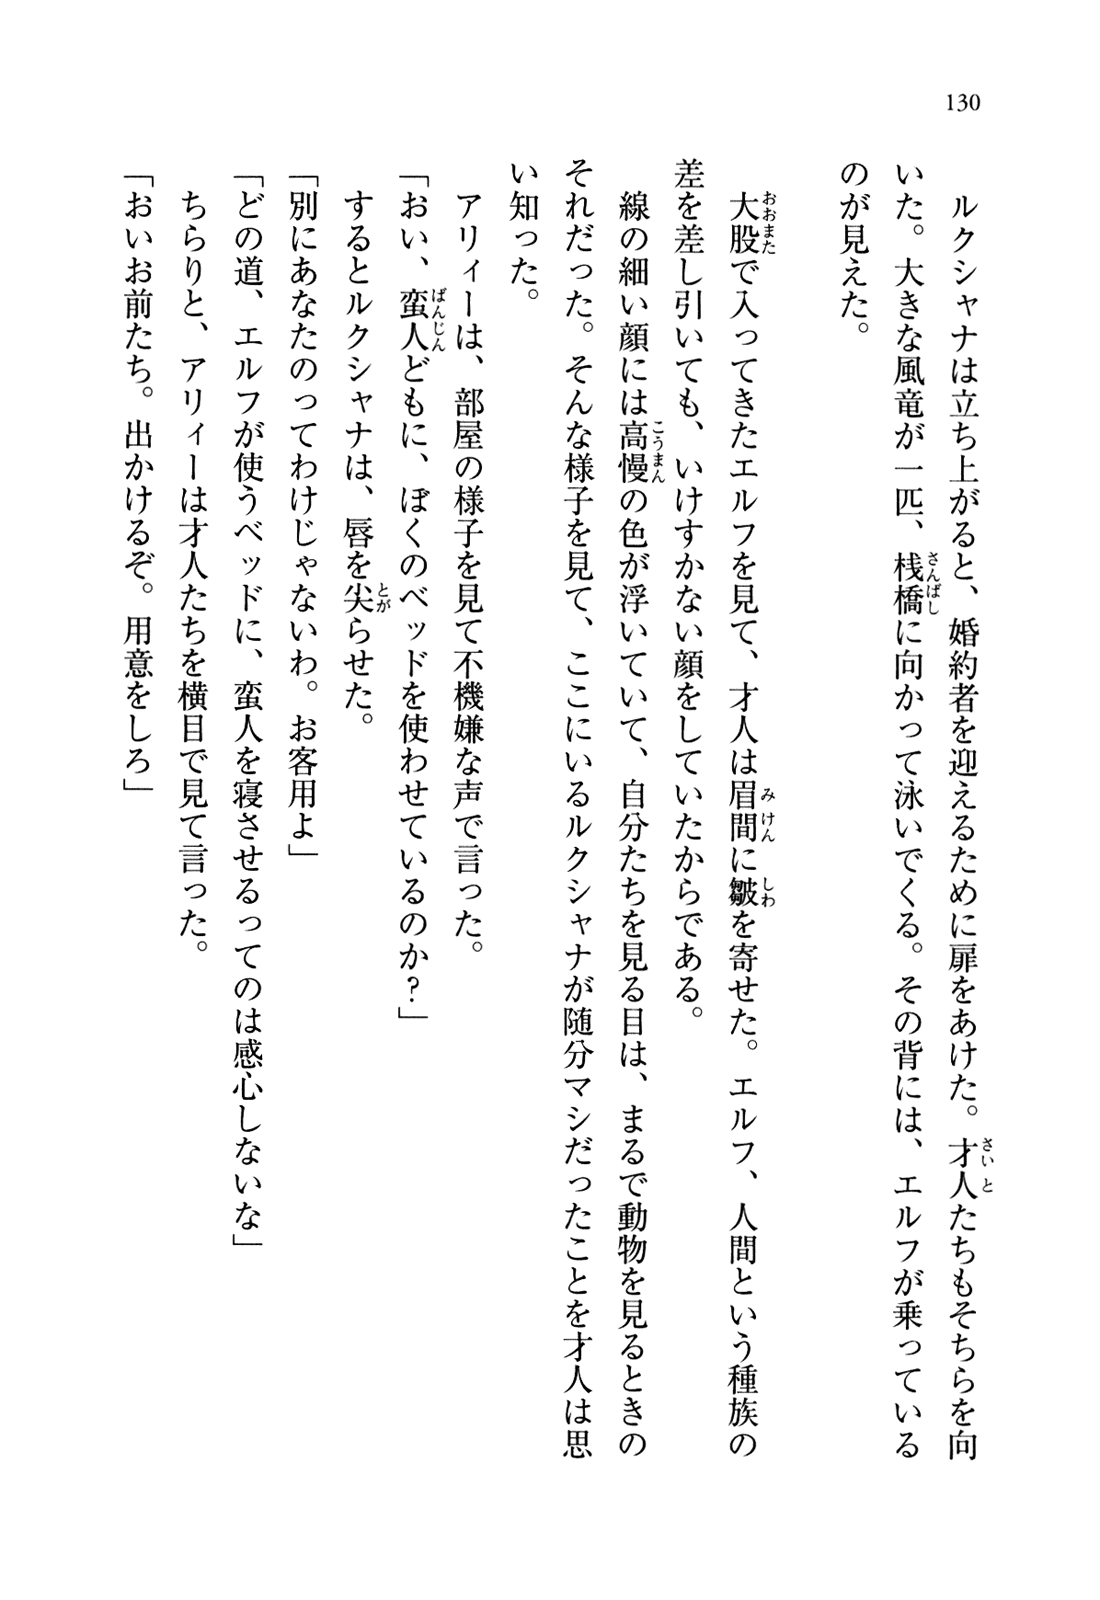 130
　ルクシャナは立ち上がると、婚約者を迎えるために扉をあけた。才人たちもそちらを向
いた。大きな風竜が一匹、桟橋に向かって泳いでくる。その背には、エルフが乗っている
のが見えた。
　大股で入ってきたエルフを見て、才人は眉間に皺を寄せた。エルフ、人間という種族の
差を差し引いても、いけすかない顔をしていたからである。
　線の細い顔には高慢の色が浮いていて、自分たちを見る目は、まるで動物を見るときの
それだった。そんな様子を見て、ここにいるルクシャナが随分マシだったことを才人は思
い知った。
　アリィーは、部屋の様子を見て不機嫌な声で言った。
「おい、蛮人どもに、ぼくのベッドを使わせているのか？」
　するとルクシャナは、唇を尖らせた。
「別にあなたのってわけじゃないわ。お客用よ」
「どの道、エルフが使うベッドに、蛮人を寝させるってのは感心しないな」
　ちらりと、アリィーは才人たちを横目で見て言った。
「おいお前たち。出かけるぞ。用意をしろ」